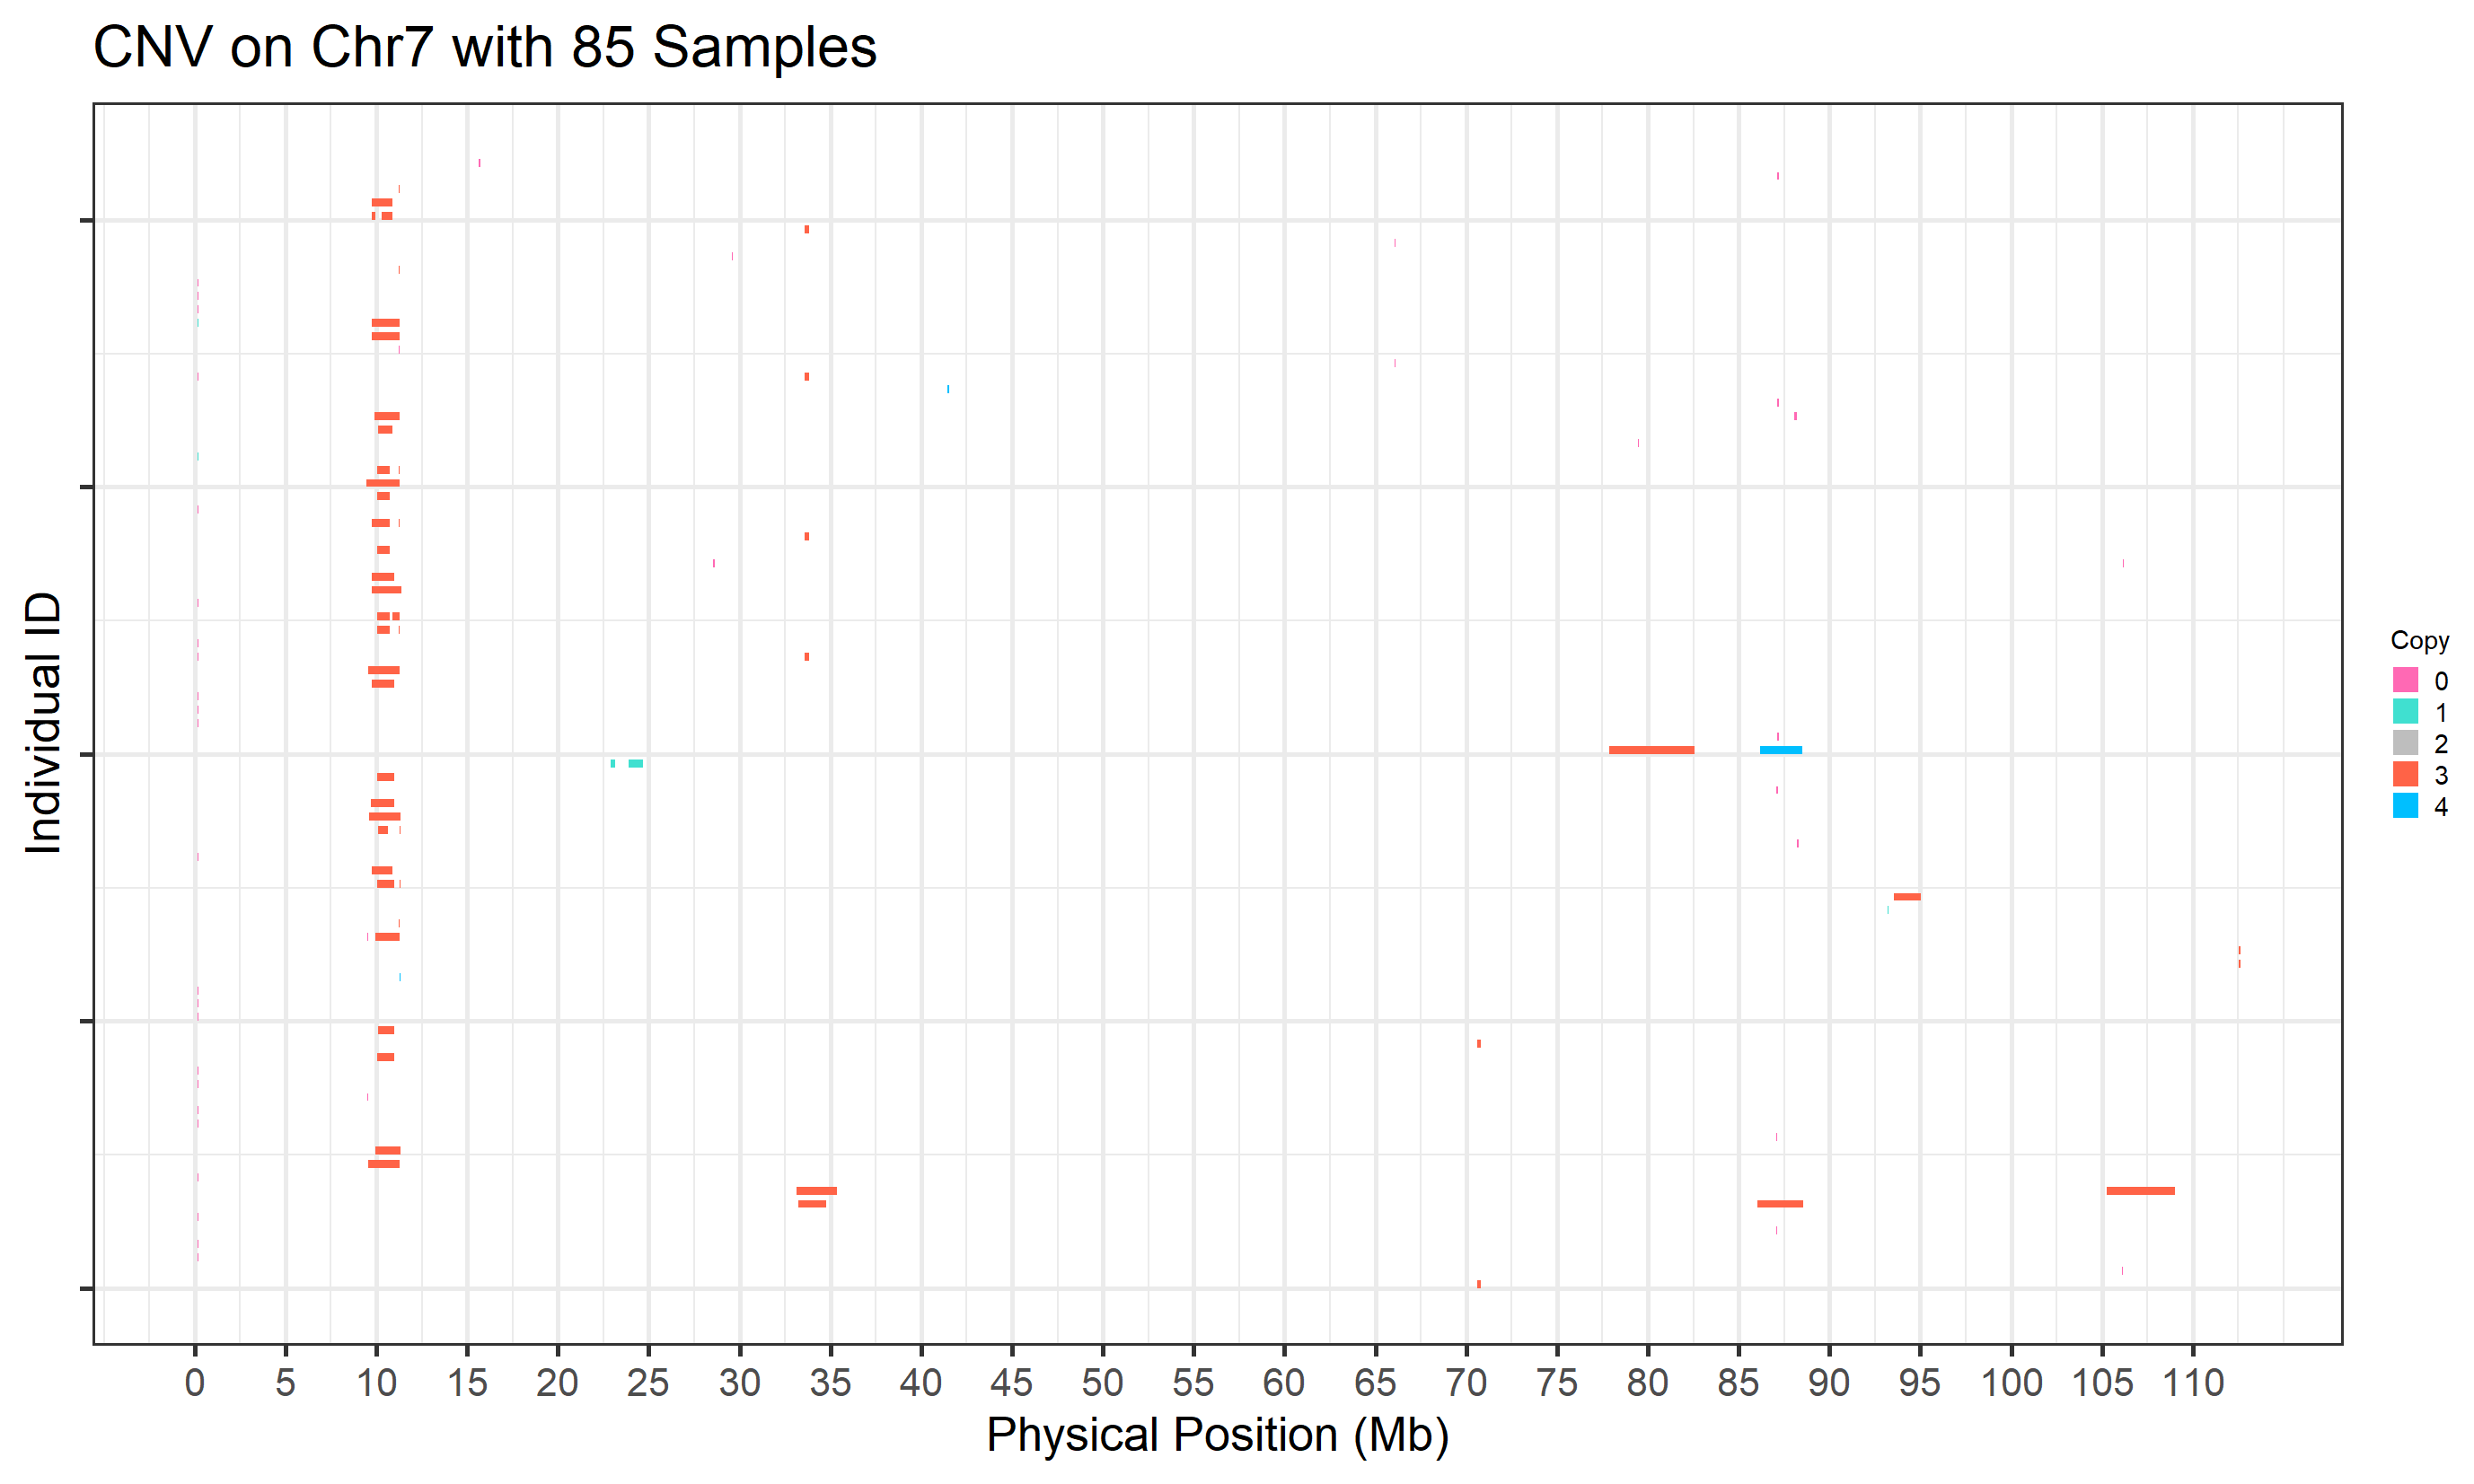 CNV on Chr7 with 85 Samples
Individual ID
Copy
0
1
2
3
4
0 5 10 15 20 25 30 35 40 45 50 55 60 65 70 75 80 85 90 95 100 105 110
Physical Position (Mb)